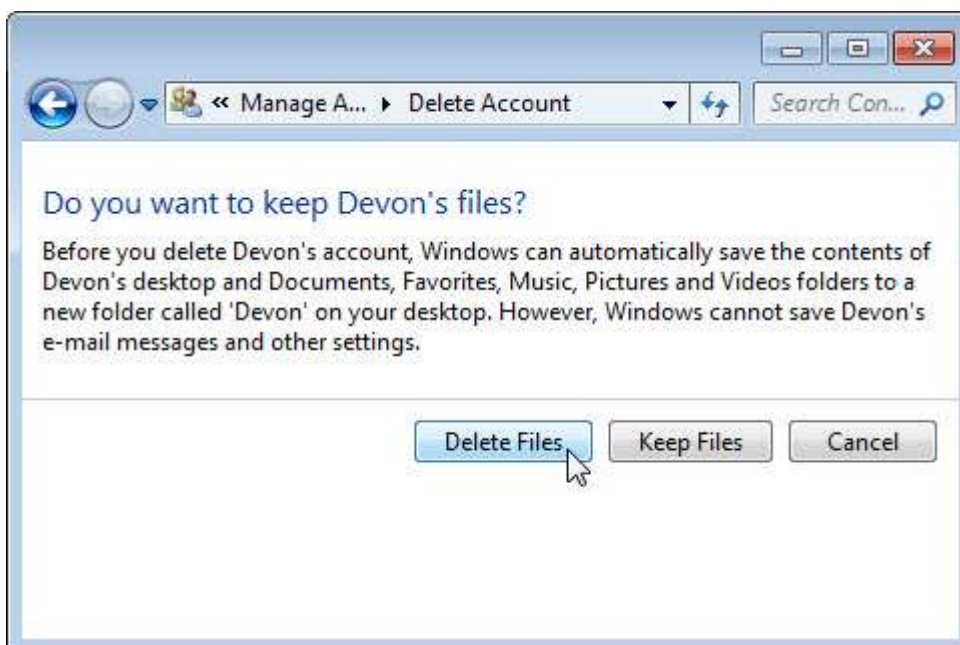 « Manage A... ▸ Delete Account
Search Con...
Do you want to keep Devon's files?
Before you delete Devon's account, Windows can automatically save the contents of
Devon's desktop and Documents, Favorites, Music, Pictures and Videos folders to a
new folder called 'Devon' on your desktop. However, Windows cannot save Devon's
e-mail messages and other settings.
Delete Files Keep Files Cancel